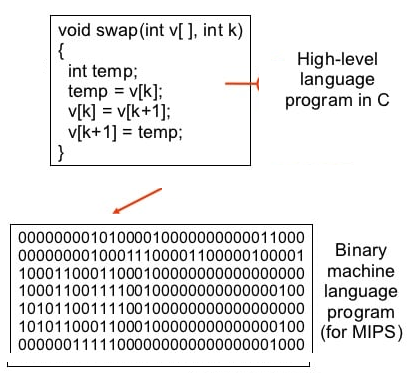 void swap(int v[ ], int k)
{
int temp;
temp = v[k];
v[k] = v[k+1];
v[k+1] = temp;
}
High-level
language
program in C
00000000101000010000000000011000
00000000100011100001100000100001
10001100011000100000000000000000
10001100111100100000000000000100
10101100111100100000000000000000
10101100011000100000000000000100
00000011111000000000000000001000
Binary
machine
language
program
(for MIPS)